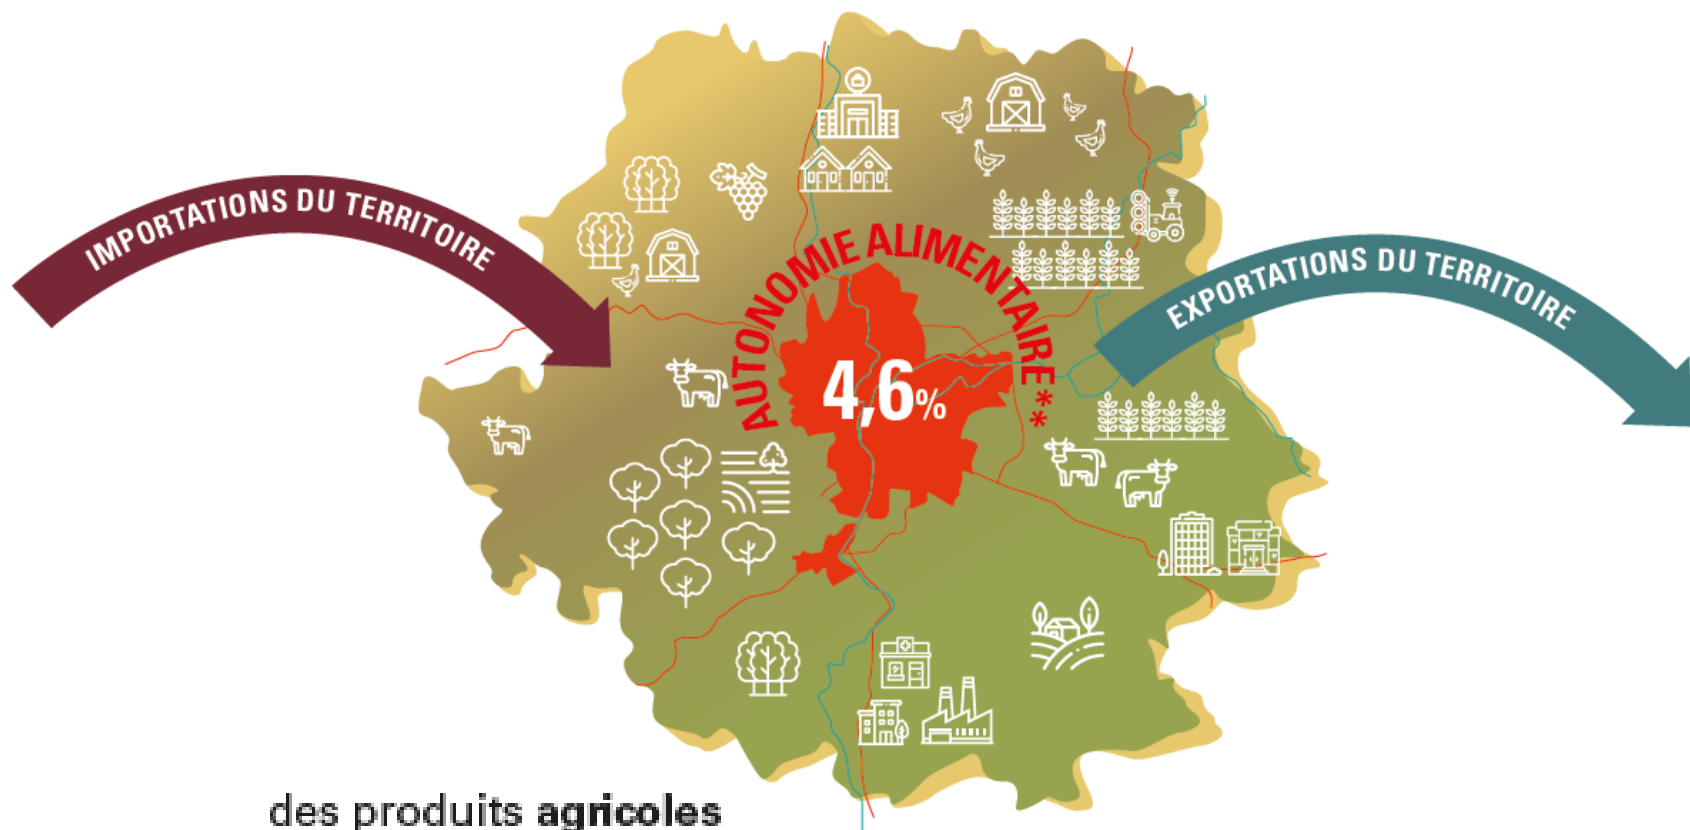 IMPORTATIONS DU TERRITOIRE
AUTONOMIE ALIMENTAIRE**
4,6%
EXPORTATIONS DU TERRITOIRE
des produits agricoles